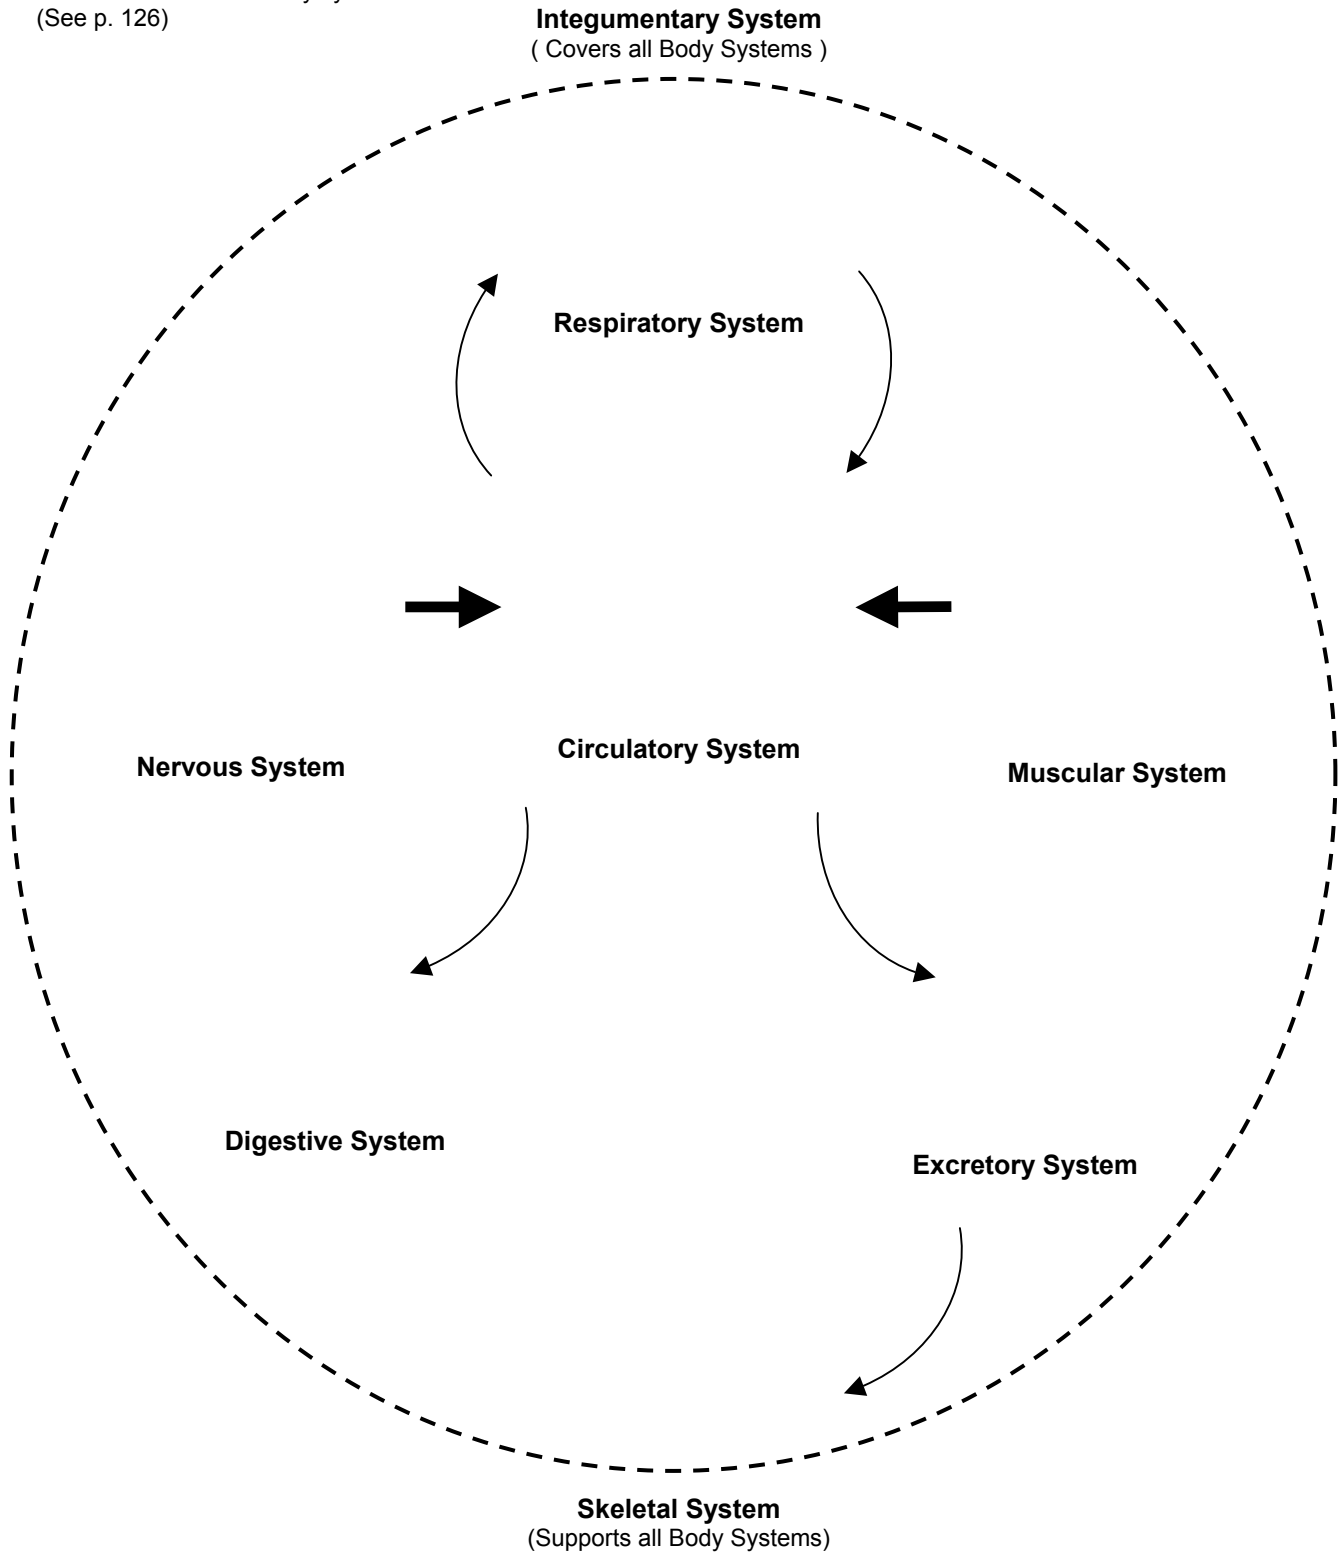 (See p. 126)
Integumentary System
( Covers all Body Systems )
Respiratory System
Circulatory System
Nervous System
Muscular System
Digestive System
Excretory System
Skeletal System
(Supports all Body Systems)